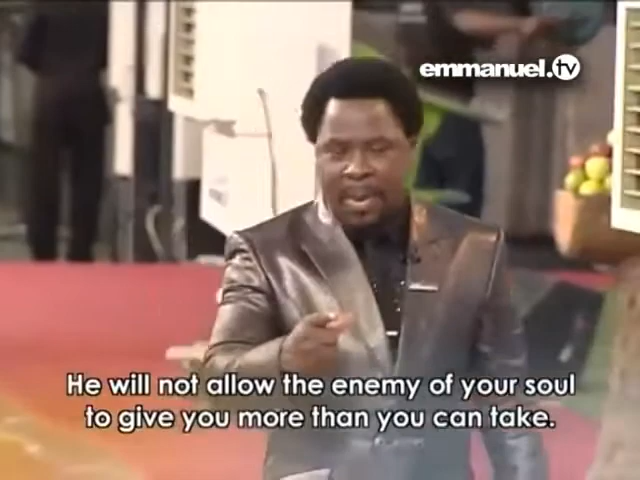 emmanuel.tv
He will not allow the enemy of your soul
to give you more than you can take.